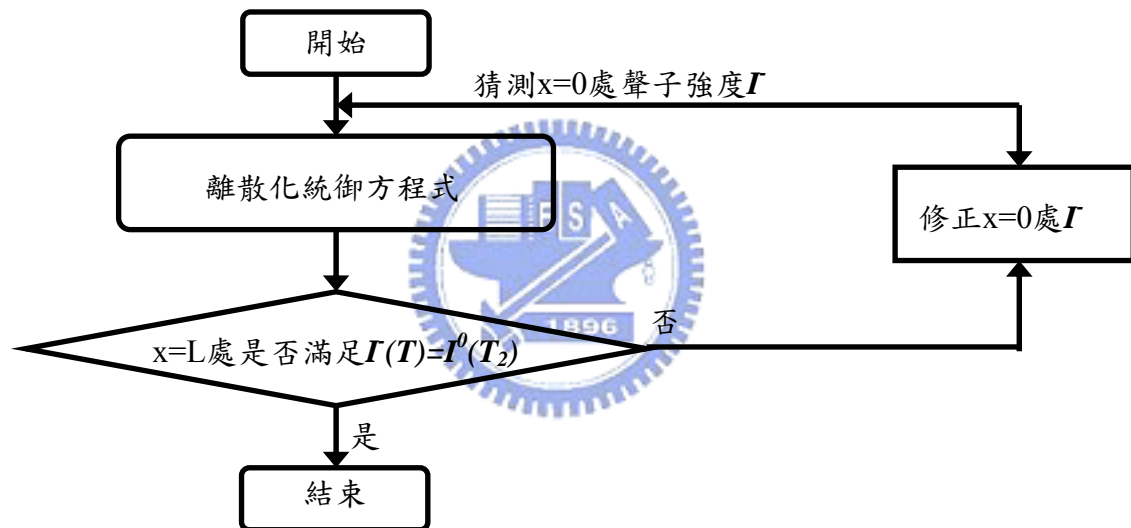 開始
猜測x=0處聲子強度I⁻
離散化統御方程式
修正x=0處I⁻
ESA
1896
x=L處是否滿足I⁻(T)=I⁰(T₂)
否
是
結束